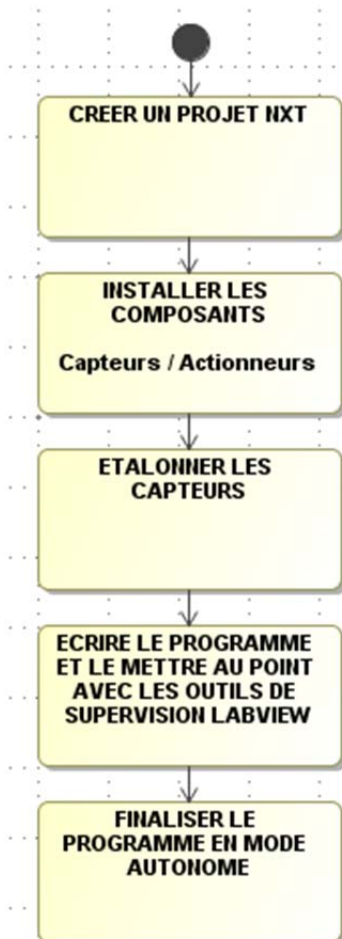 CREER UN PROJET NXT
INSTALLER LES
COMPOSANTS
Capteurs / Actionneurs
ETALONNER LES
CAPTEURS
ECRIRE LE PROGRAMME
ET LE METTRE AU POINT
AVEC LES OUTILS DE
SUPERVISION LABVIEW
FINALISER LE
PROGRAMME EN MODE
AUTONOME